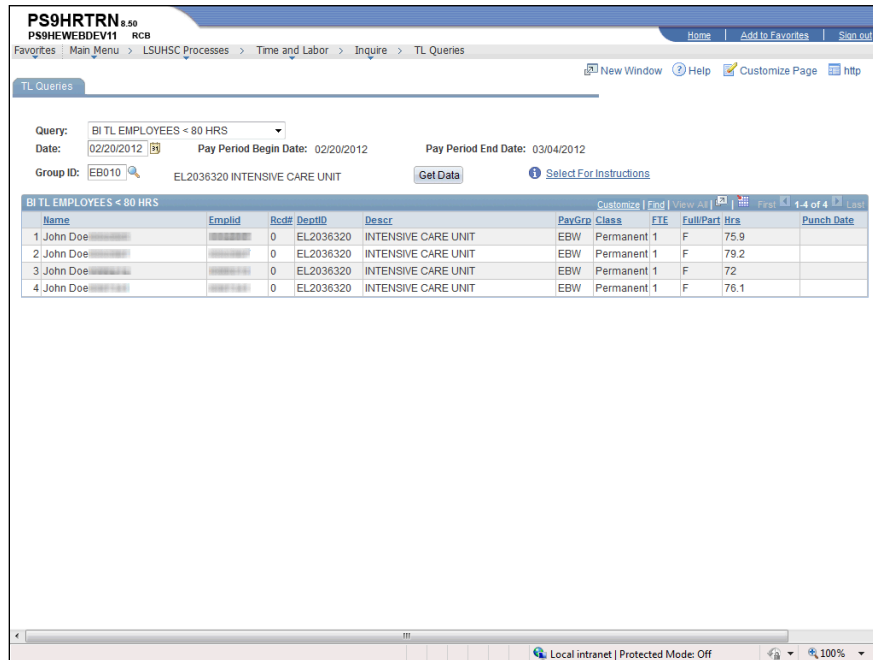 PS9HRTRN 8.50
PS9HEWEBDEV11 RCB
Home | Add to Favorites | Sign out
Favorites Main Menu > LSUHSC Processes > Time and Labor > Inquire > TL Queries
New Window Help Customize Page http
TL Queries
Query: BI TL EMPLOYEES < 80 HRS
Date: 02/20/2012 Pay Period Begin Date: 02/20/2012 Pay Period End Date: 03/04/2012
Group ID: EB010 EL2036320 INTENSIVE CARE UNIT Get Data Select For Instructions
BI TL EMPLOYEES < 80 HRS Customize | Find | View All | First 1-4 of 4 Last
Name Emplid Rcd# DeptID Descr PayGrp Class FTE Full/Part Hrs Punch Date
1 John Doe 0 EL2036320 INTENSIVE CARE UNIT EBW Permanent 1 F 75.9
2 John Doe 0 EL2036320 INTENSIVE CARE UNIT EBW Permanent 1 F 79.2
3 John Doe 0 EL2036320 INTENSIVE CARE UNIT EBW Permanent 1 F 72
4 John Doe 0 EL2036320 INTENSIVE CARE UNIT EBW Permanent 1 F 76.1
Local intranet | Protected Mode: Off 100%